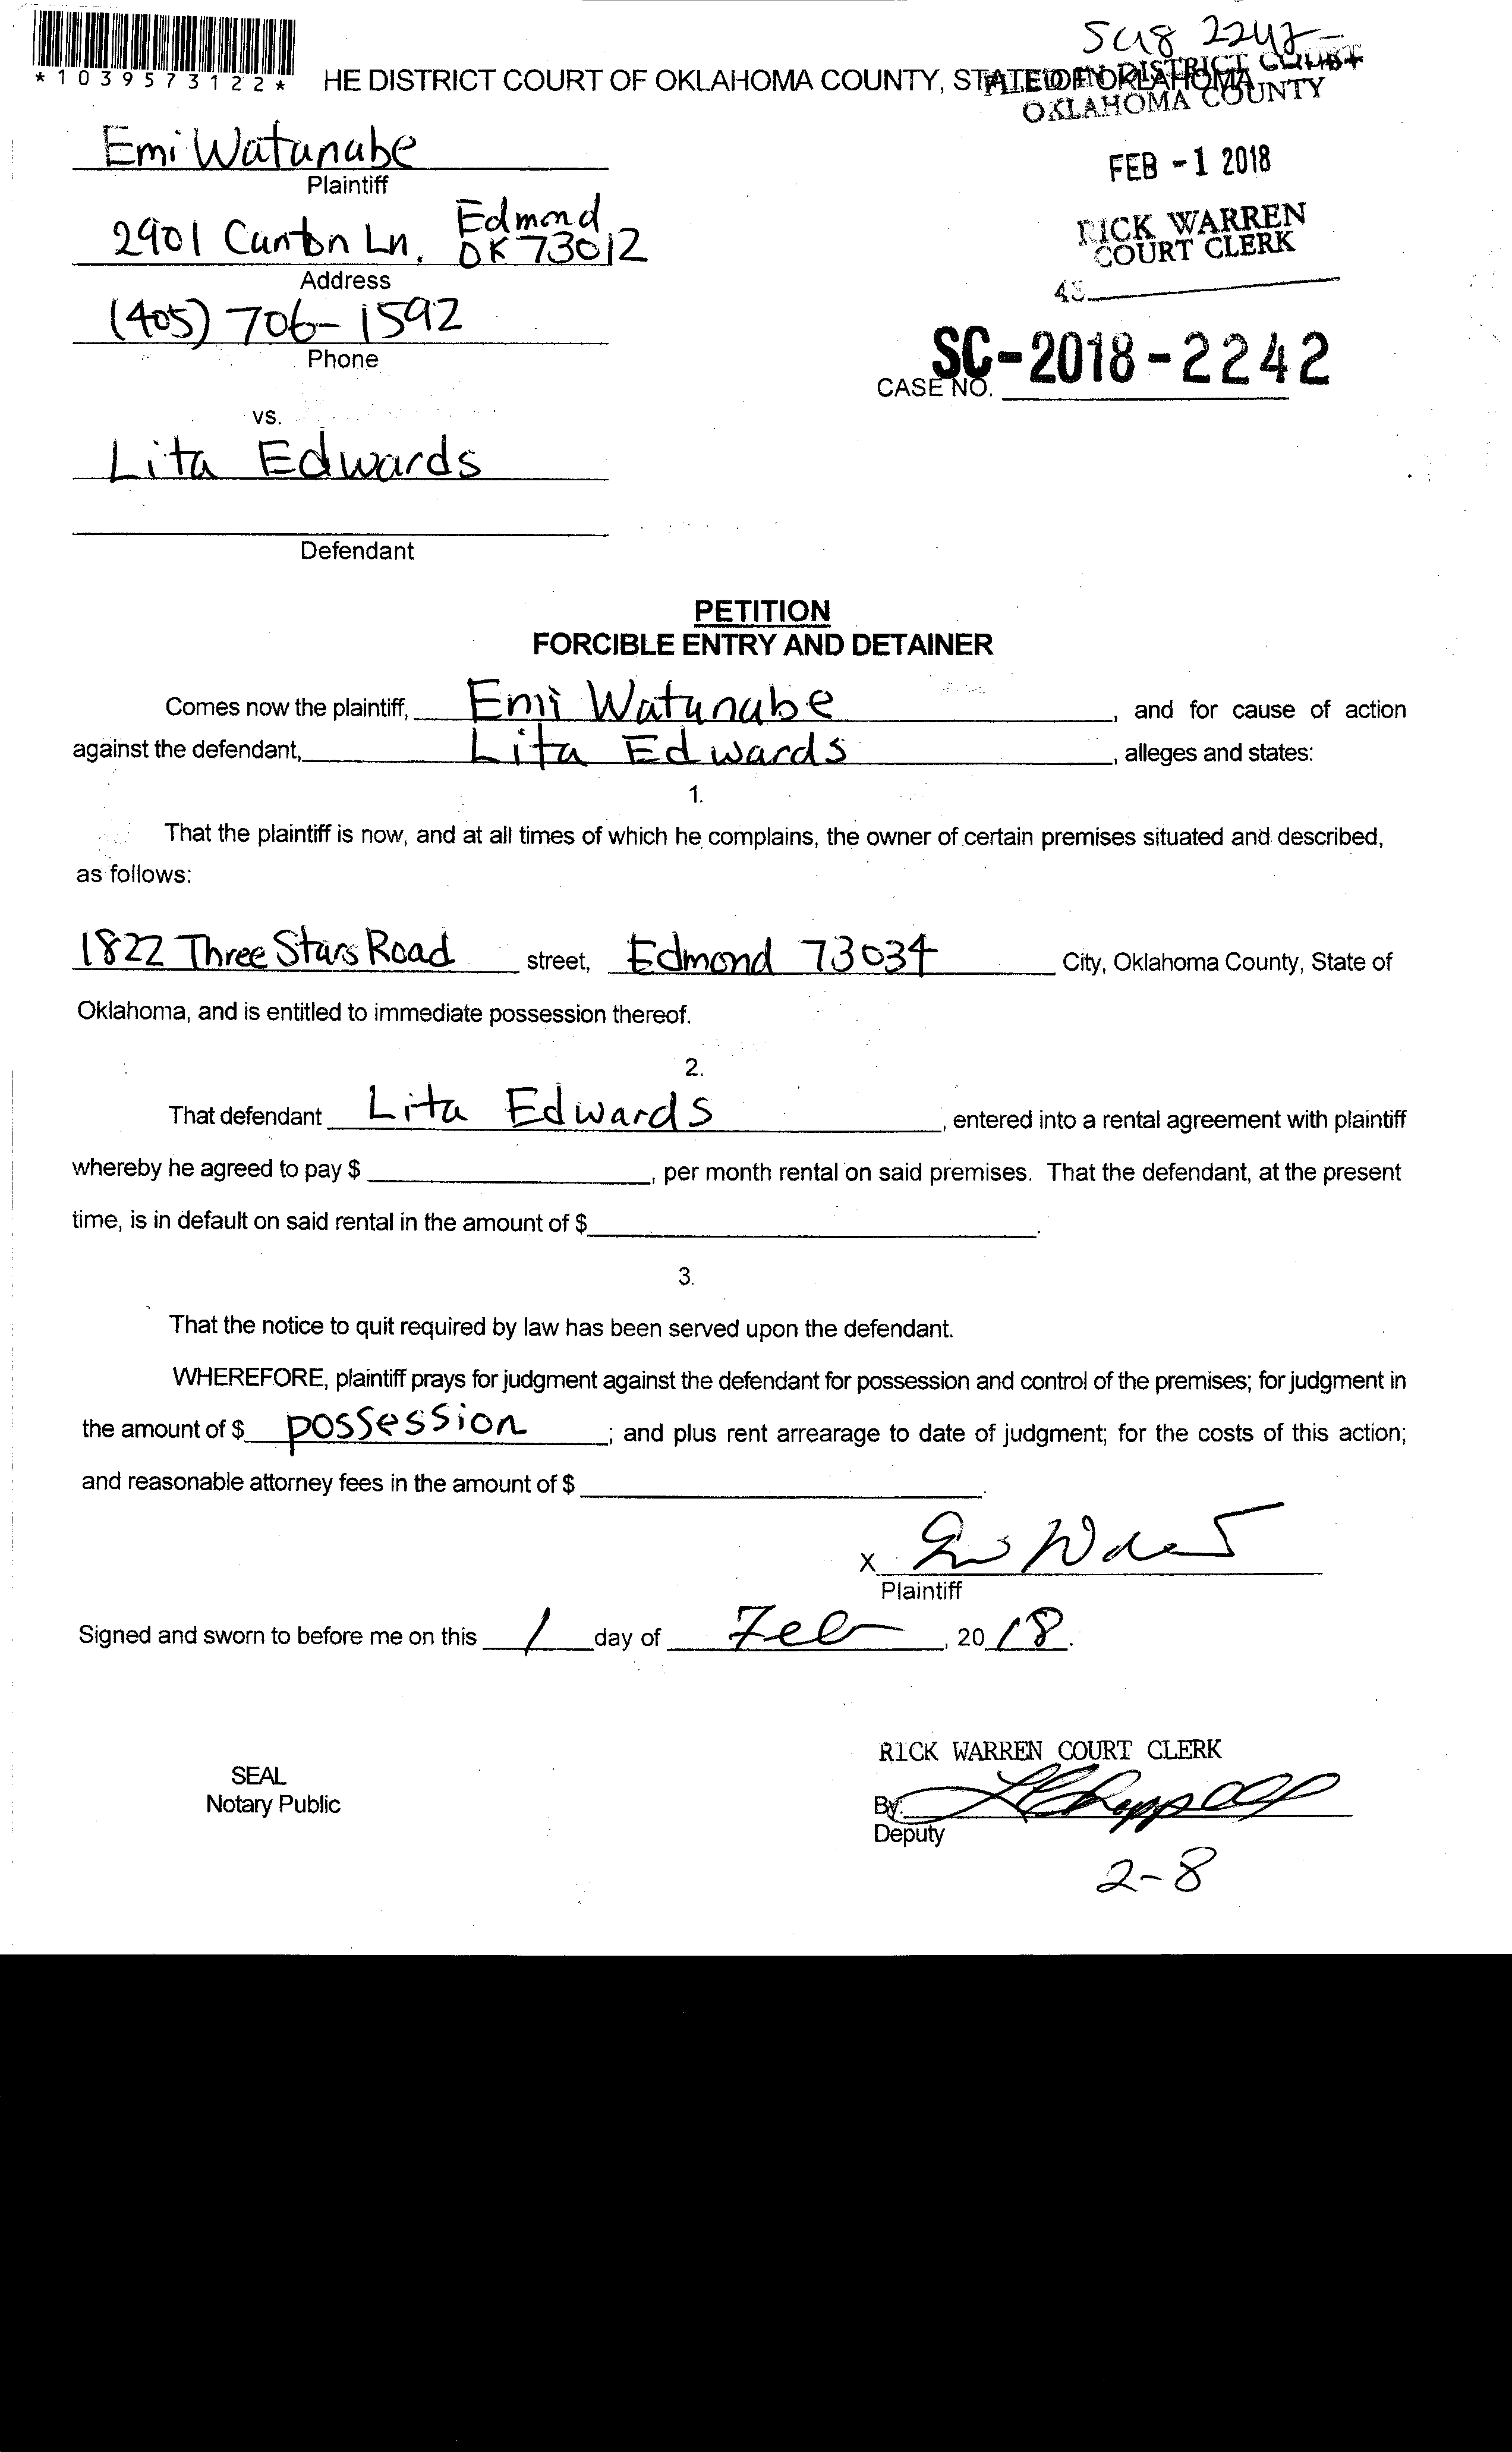 SC18 2242
*1039573122*
HE DISTRICT COURT OF OKLAHOMA COUNTY, STATE OF OKLAHOMA
FILED IN DISTRICT COURT
OKLAHOMA COUNTY
Emi Watanabe
Plaintiff
FEB -1 2018
2901 Canton Ln. Edmond
OK 73012
Address
RICK WARREN
COURT CLERK
(405) 706-1592
Phone
SC-2018-2242
CASE NO.
vs.
Lita Edwards
Defendant
PETITION
FORCIBLE ENTRY AND DETAINER
Comes now the plaintiff, Emi Watanabe, and for cause of action
against the defendant, Lita Edwards, alleges and states:
1.
That the plaintiff is now, and at all times of which he complains, the owner of certain premises situated and described,
as follows:
1822 Three Stars Road street, Edmond 73034 City, Oklahoma County, State of
Oklahoma, and is entitled to immediate possession thereof.
2.
That defendant Lita Edwards, entered into a rental agreement with plaintiff
whereby he agreed to pay $, per month rental on said premises. That the defendant, at the present
time, is in default on said rental in the amount of $.
3.
That the notice to quit required by law has been served upon the defendant.
WHEREFORE, plaintiff prays for judgment against the defendant for possession and control of the premises; for judgment in
the amount of $ possession; and plus rent arrearage to date of judgment; for the costs of this action;
and reasonable attorney fees in the amount of $.
X
Plaintiff
Signed and sworn to before me on this 1 day of Feb, 2018.
RICK WARREN COURT CLERK
SEAL
Notary Public
By:
Deputy
2-8